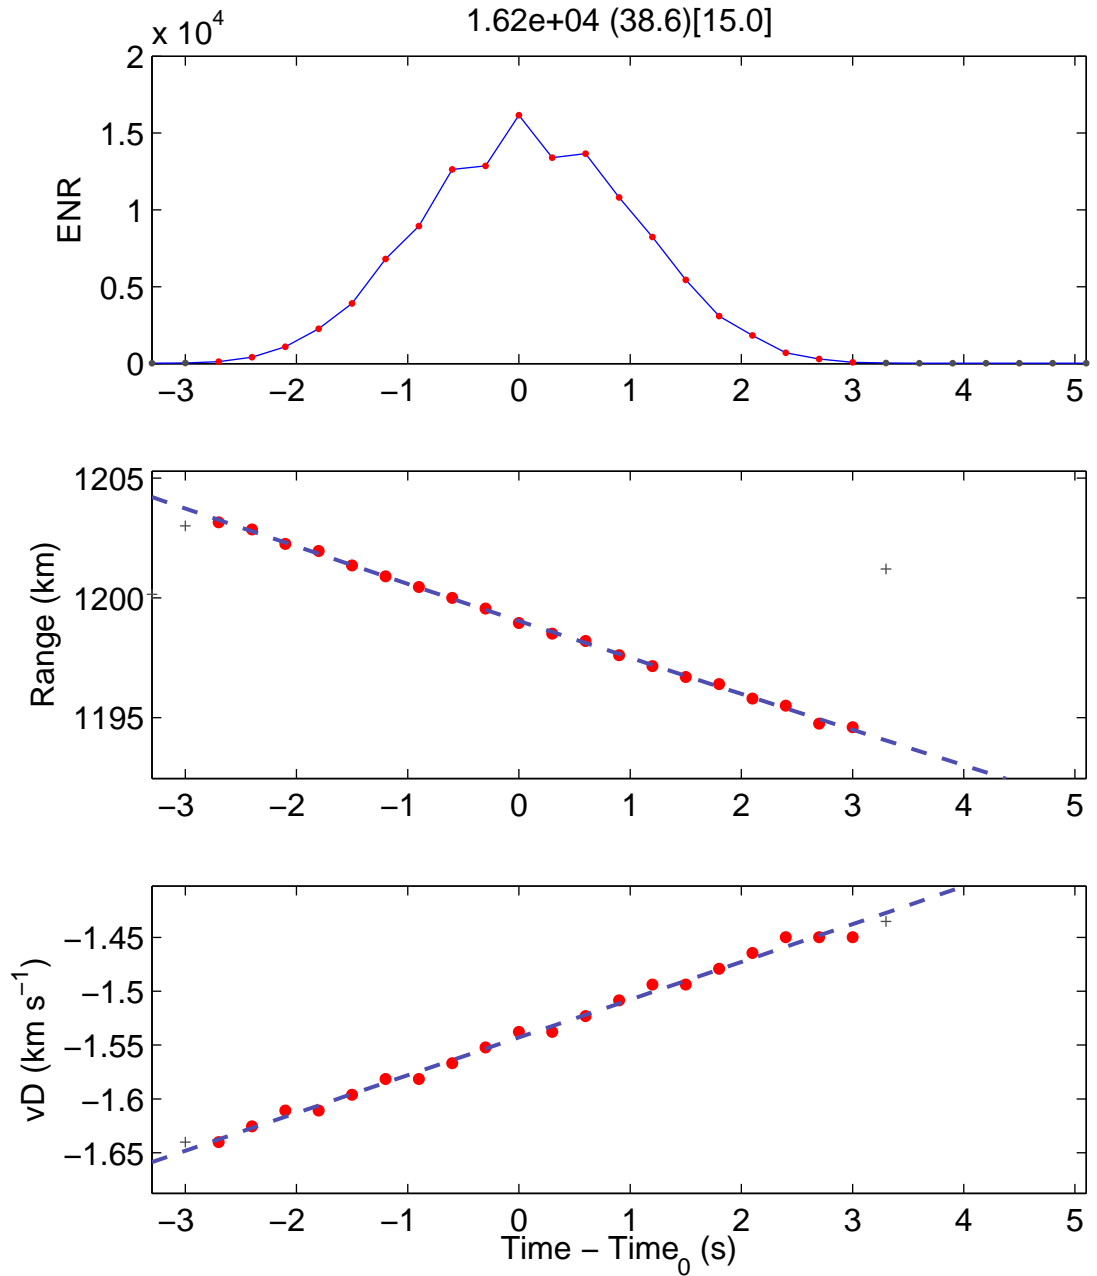 1.62e+04 (38.6)[15.0]
x 10^4
2
1.5
1
0.5
0
ENR
−3 −2 −1 0 1 2 3 4 5
1205
1200
1195
Range (km)
−3 −2 −1 0 1 2 3 4 5
−1.45
−1.5
−1.55
−1.6
−1.65
vD (km s^−1)
−3 −2 −1 0 1 2 3 4 5
Time − Time_0 (s)